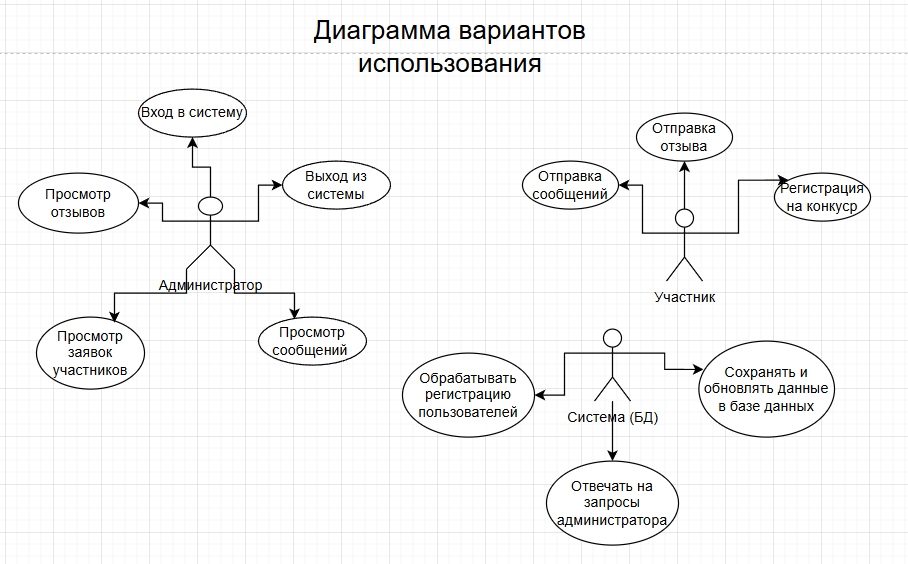 Диаграмма вариантов
использования
Вход в систему
Просмотр
отзывов
Выход из
системы
Администратор
Просмотр
заявок
участников
Просмотр
сообщений
Отправка
отзыва
Отправка
сообщений
Регистрация
на конкуср
Участник
Обрабатывать
регистрацию
пользователей
Система (БД)
Сохранять и
обновлять данные
в базе данных
Отвечать на
запросы
администратора